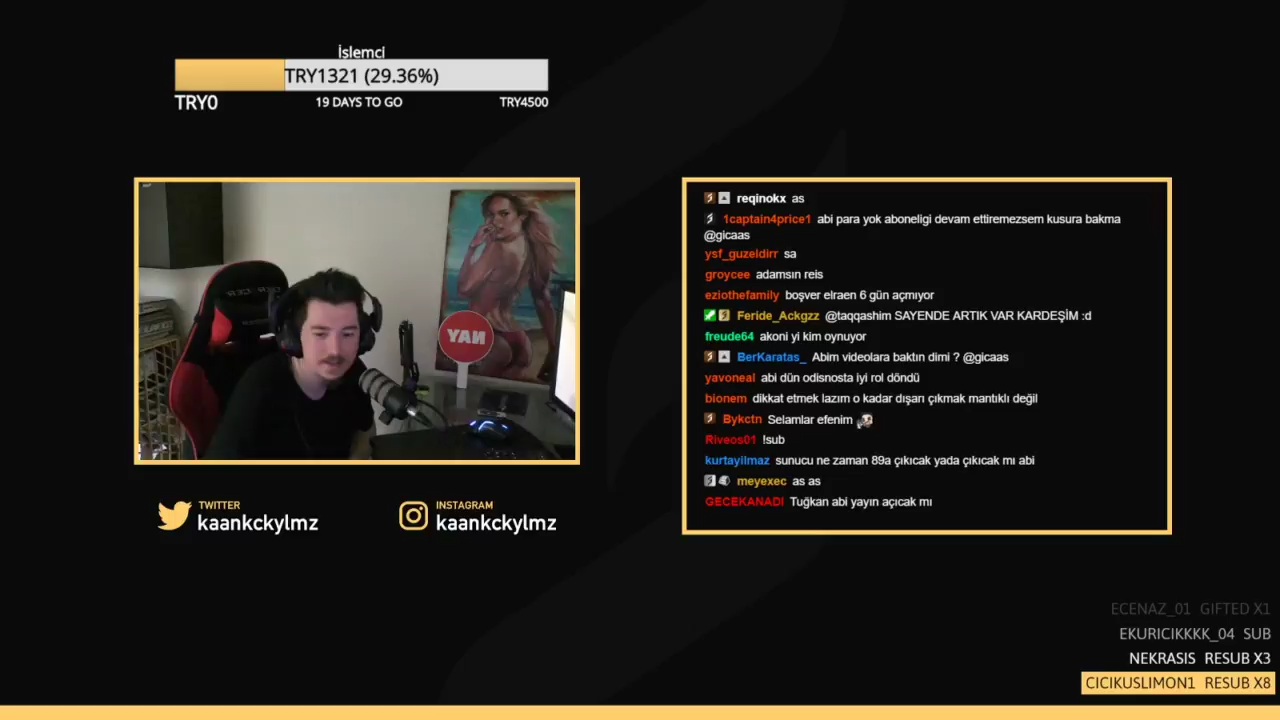 İşlemci
TRY1321 (29.36%)
TRY0 19 DAYS TO GO TRY4500
reqinokx as
1captain4price1 abi para yok aboneligi devam ettiremezsem kusura bakma
@gicaas
ysf_guzeldirr sa
groycee adamsın reis
eziothefamily boşver elraen 6 gün açmıyor
Feride_Ackgzz @taqqashim SAYENDE ARTIK VAR KARDEŞİM :d
freude64 akoni yi kim oynuyor
BerKaratas_ Abim videolara baktın dimi ? @gicaas
yavoneal abi dün odisnosta iyi rol döndü
bionem dikkat etmek lazım o kadar dışarı çıkmak mantıklı değil
Bykctn Selamlar efenim
Riveos01 !sub
kurtayilmaz sunucu ne zaman 89a çıkıcak yada çıkıcak mı abi
meyexec as as
GECEKANADI Tuğkan abi yayın açıcak mı
YAN
TWITTER
kaankckylmz
INSTAGRAM
kaankckylmz
ECENAZ_01 GIFTED X1
EKURICIKKKK_04 SUB
NEKRASIS RESUB X3
CICIKUSLIMON1 RESUB X8